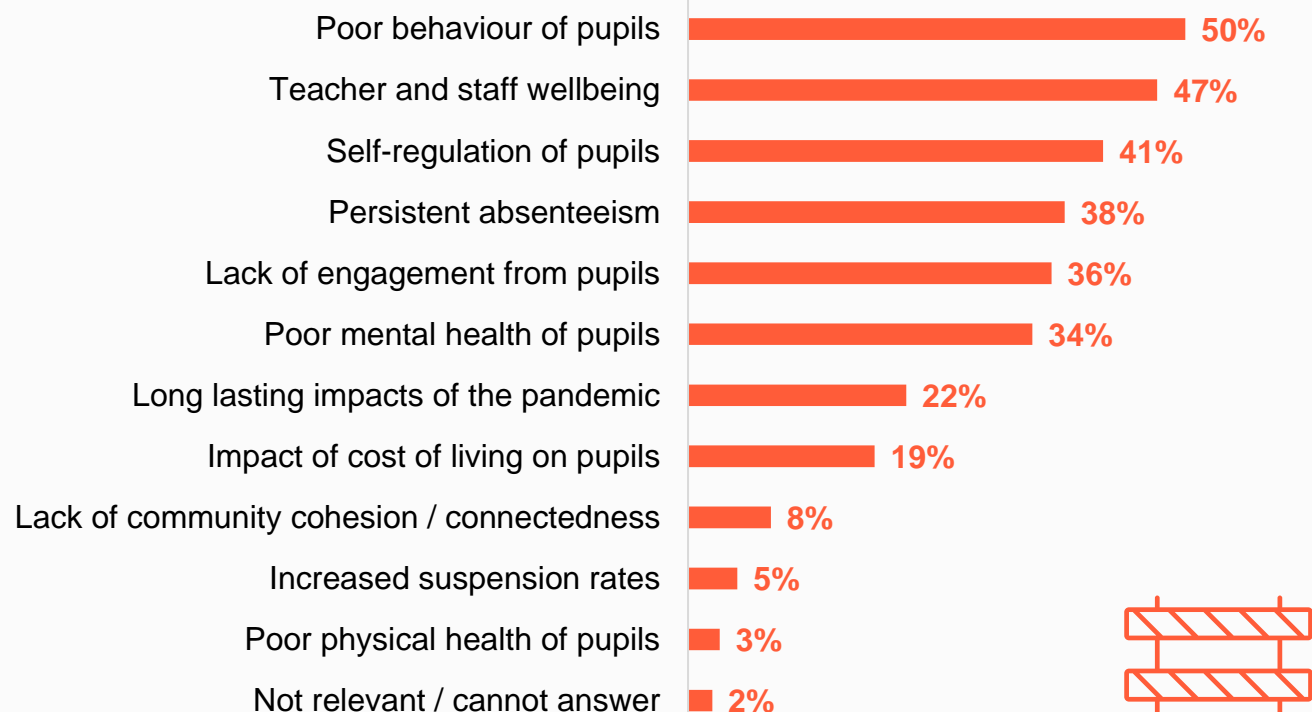 Poor behaviour of pupils 50%
Teacher and staff wellbeing 47%
Self-regulation of pupils 41%
Persistent absenteeism 38%
Lack of engagement from pupils 36%
Poor mental health of pupils 34%
Long lasting impacts of the pandemic 22%
Impact of cost of living on pupils 19%
Lack of community cohesion / connectedness 8%
Increased suspension rates 5%
Poor physical health of pupils 3%
Not relevant / cannot answer 2%